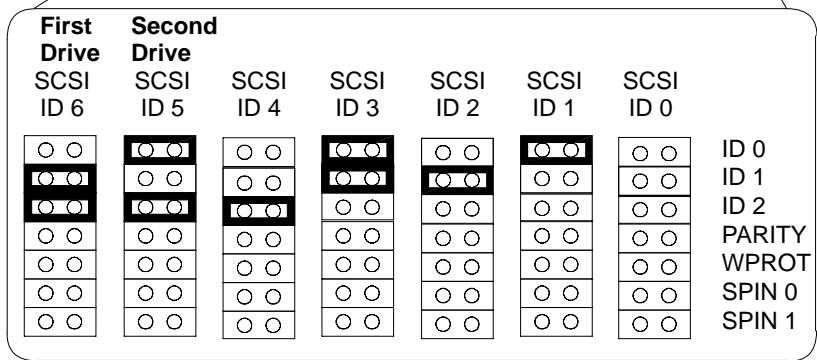 First Second
Drive Drive
SCSI SCSI SCSI SCSI SCSI SCSI SCSI
ID 6 ID 5 ID 4 ID 3 ID 2 ID 1 ID 0
ID 0
ID 1
ID 2
PARITY
WPROT
SPIN 0
SPIN 1